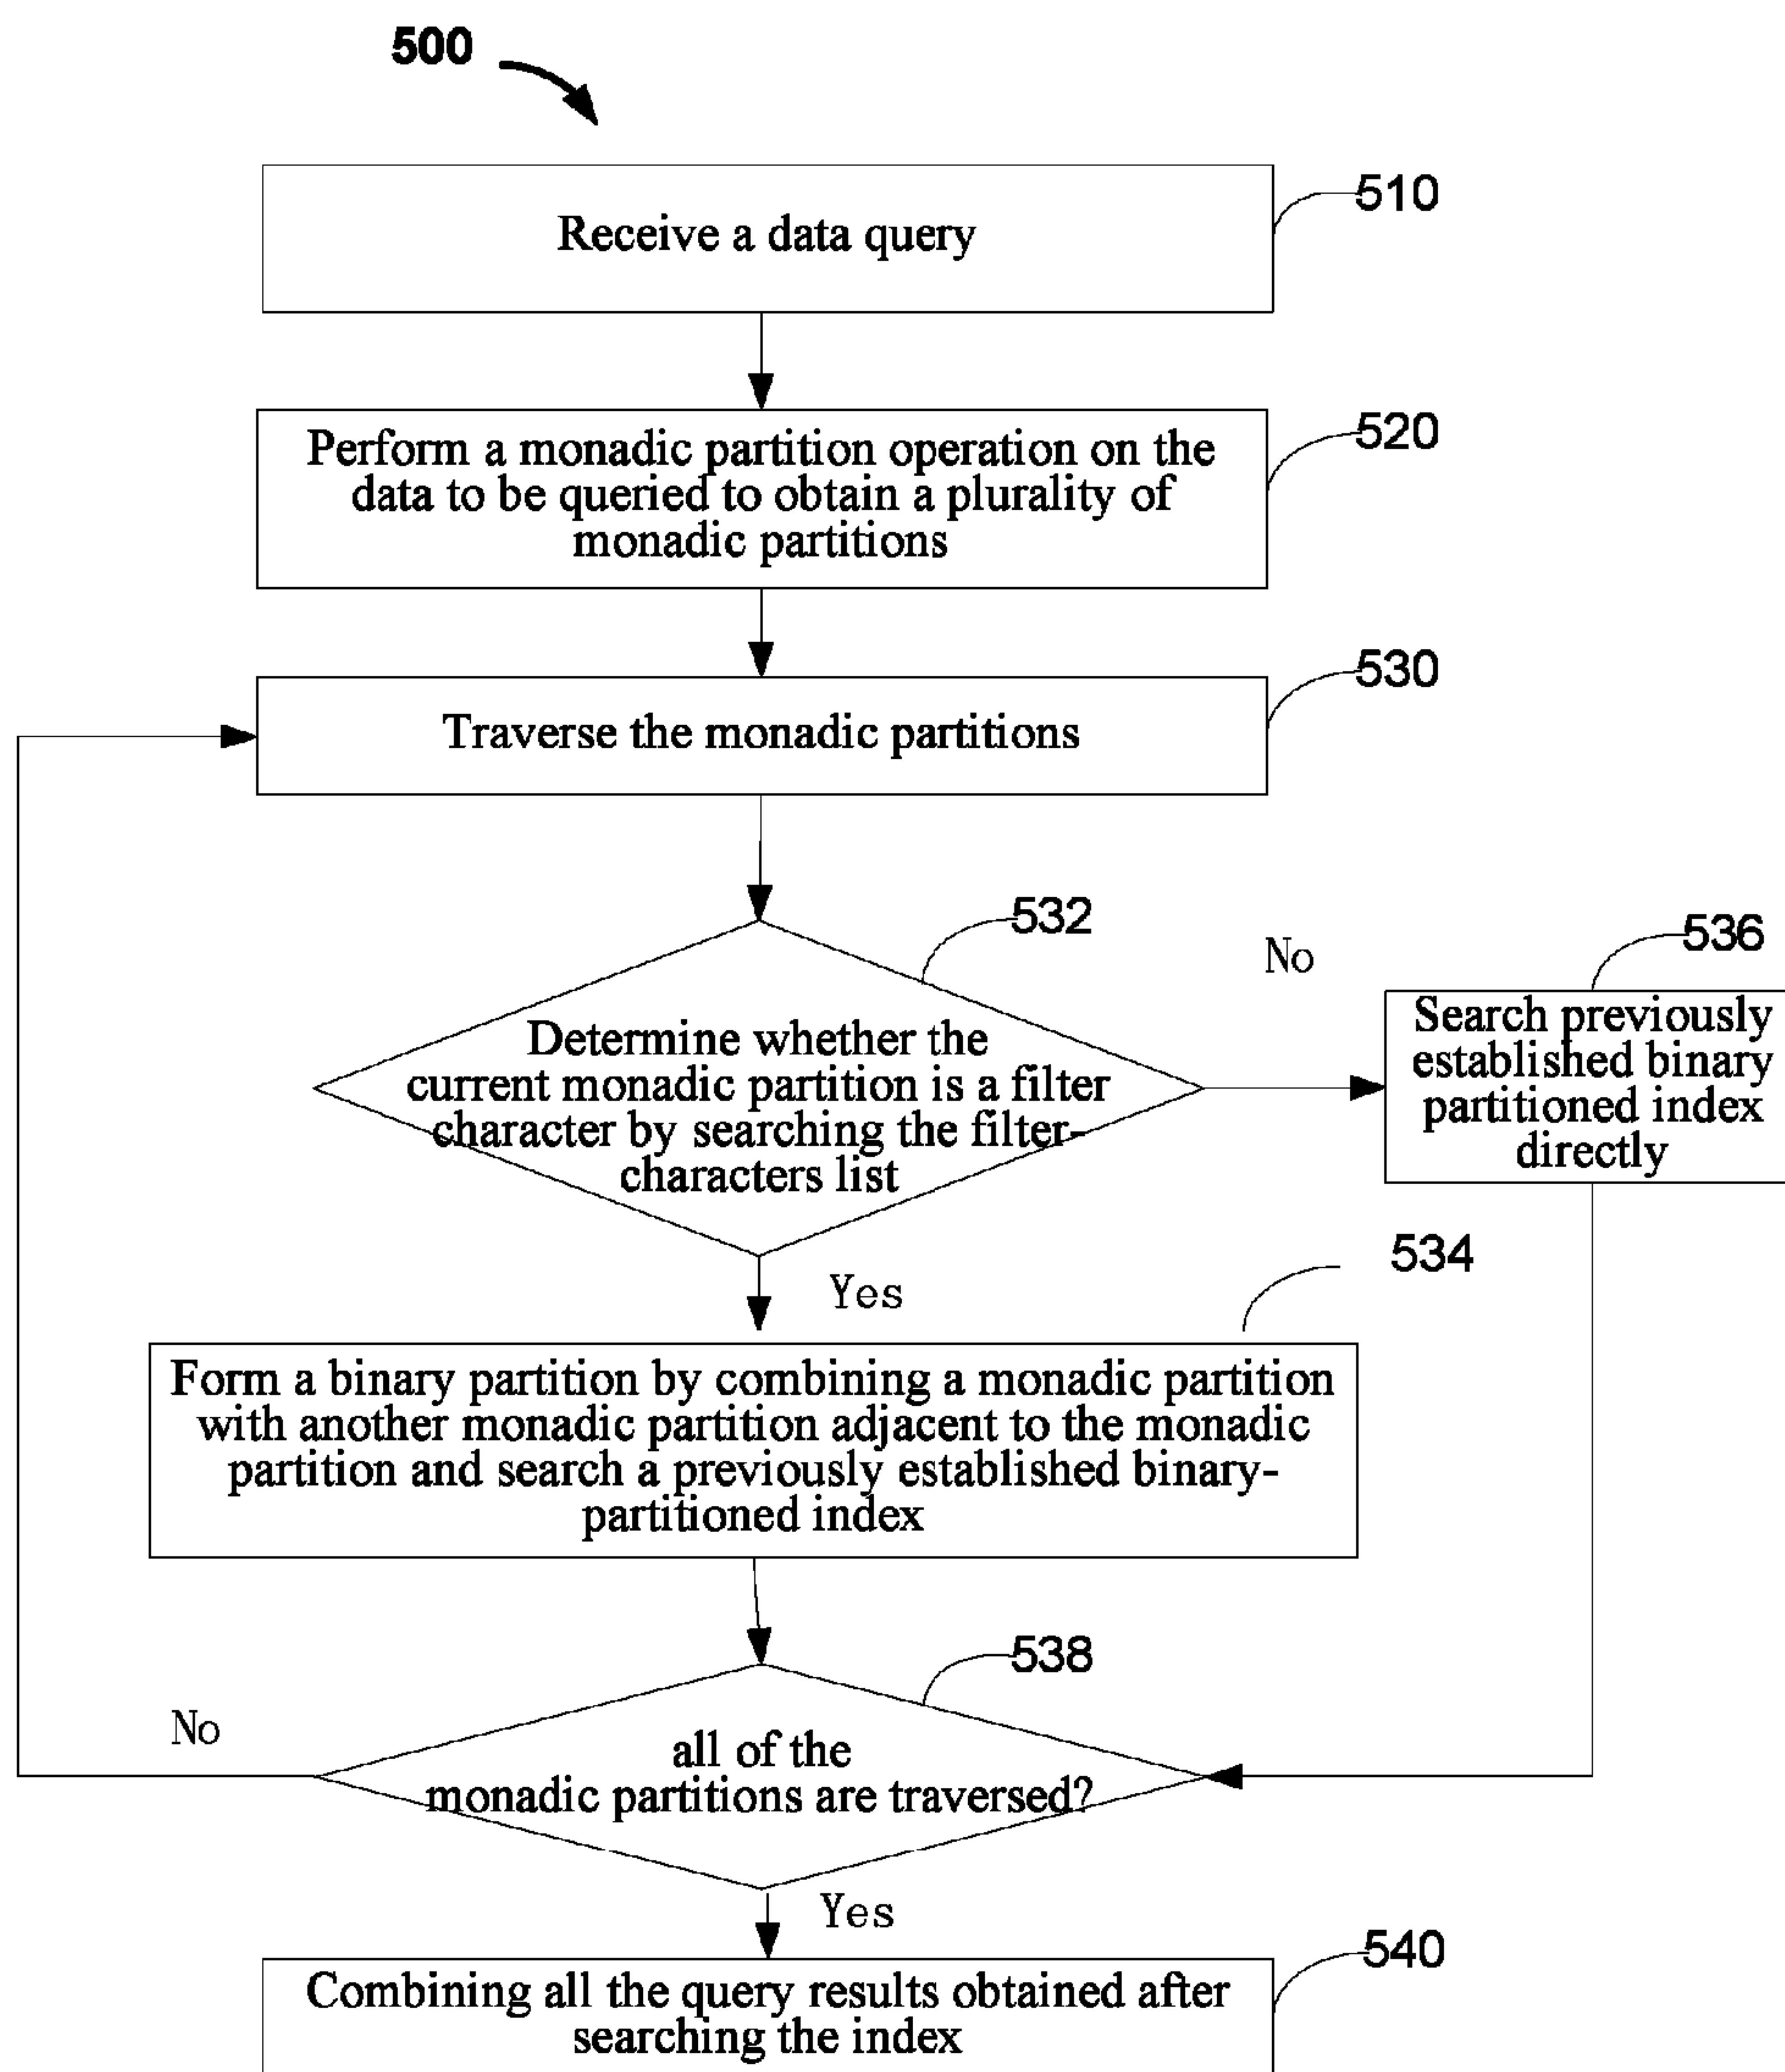 500
510
Receive a data query
520
Perform a monadic partition operation on the
data to be queried to obtain a plurality of
monadic partitions
530
Traverse the monadic partitions
532
No
536
Determine whether the
current monadic partition is a filter
character by searching the filter-
characters list
Search previously
established binary
partitioned index
directly
534
Yes
Form a binary partition by combining a monadic partition
with another monadic partition adjacent to the monadic
partition and search a previously established binary-
partitioned index
538
No
all of the
monadic partitions are traversed?
Yes
540
Combining all the query results obtained after
searching the index